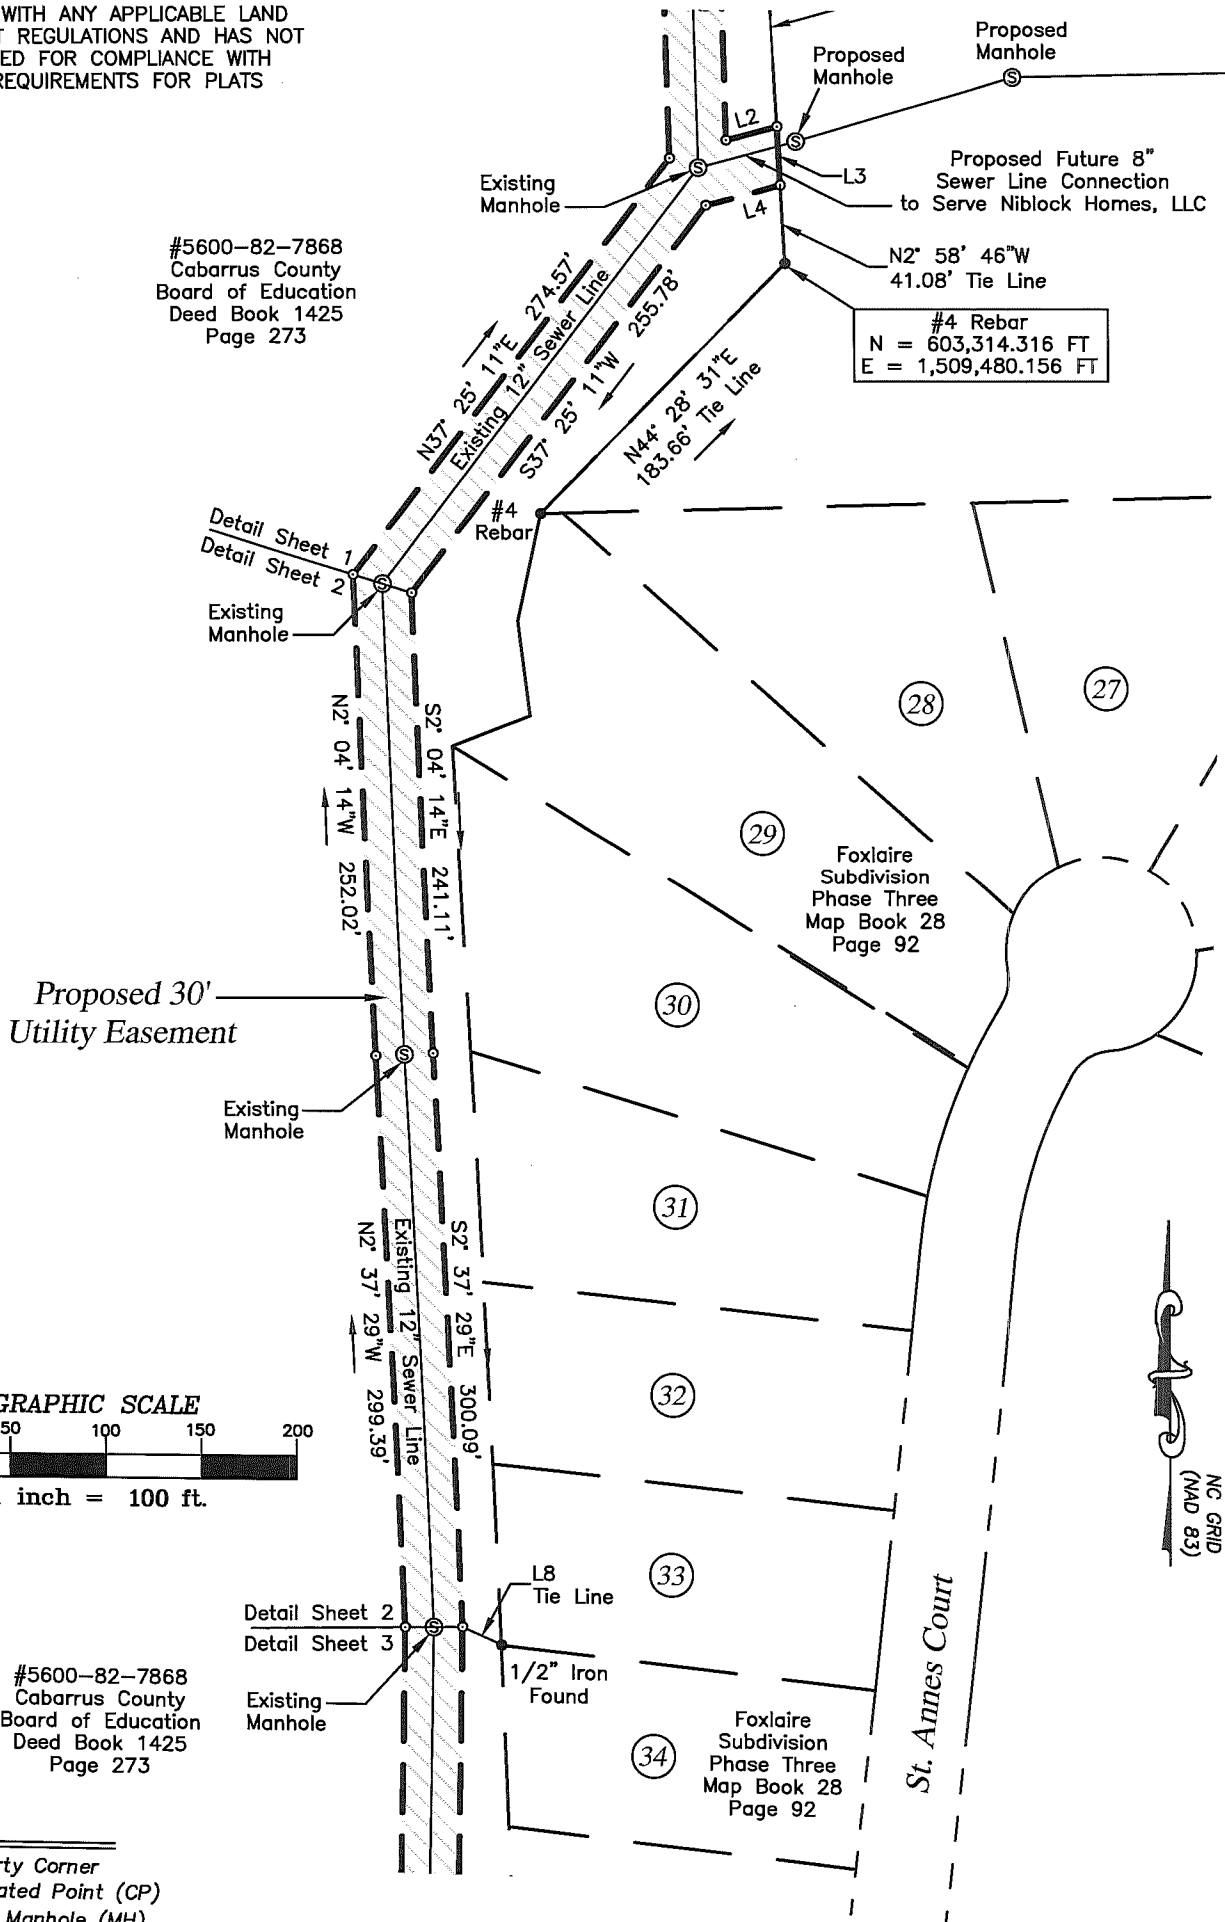 WITH ANY APPLICABLE LAND
REGULATIONS AND HAS NOT
FOR COMPLIANCE WITH
REQUIREMENTS FOR PLATS
Proposed
Manhole
Proposed
Manhole
L2
L3
L4
Existing
Manhole
Proposed Future 8"
Sewer Line Connection
to Serve Niblock Homes, LLC
N2° 58' 46"W
41.08' Tie Line
#4 Rebar
N = 603,314.316 FT
E = 1,509,480.156 FT
#5600-82-7868
Cabarrus County
Board of Education
Deed Book 1425
Page 273
N37° 25' 11"E 274.57'
Existing 12" Sewer Line
S37° 25' 11"W 255.78'
N44° 28' 31"E
183.66' Tie Line
#4
Rebar
Detail Sheet 1
Detail Sheet 2
Existing
Manhole
N2° 04' 14"W 252.02'
S2° 04' 14"E 241.11'
27
28
29
Foxlaire
Subdivision
Phase Three
Map Book 28
Page 92
Proposed 30'
Utility Easement
30
Existing
Manhole
31
N2° 37' 29"W 299.39'
Existing 12" Sewer Line
S2° 37' 29"E 300.09'
32
GRAPHIC SCALE
50 100 150 200
inch = 100 ft.
NC GRID
(NAD 83)
33
L8
Tie Line
Detail Sheet 2
Detail Sheet 3
1/2" Iron
Found
Existing
Manhole
#5600-82-7868
Cabarrus County
Board of Education
Deed Book 1425
Page 273
34
Foxlaire
Subdivision
Phase Three
Map Book 28
Page 92
St. Annes Court
Corner
Point (CP)
Manhole (MH)